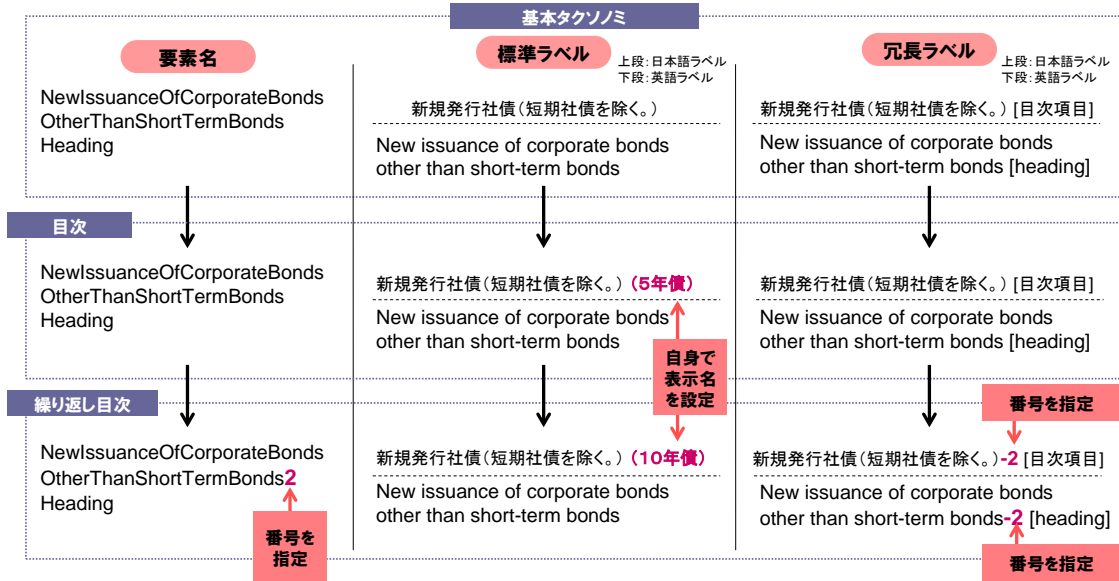 基本タクソノミ
要素名
標準ラベル
上段：日本語ラベル
下段：英語ラベル
冗長ラベル
上段：日本語ラベル
下段：英語ラベル
NewIssuanceOfCorporateBonds
OtherThanShortTermBonds
Heading
新規発行社債（短期社債を除く。）
New issuance of corporate bonds
other than short-term bonds
新規発行社債（短期社債を除く。）[目次項目]
New issuance of corporate bonds
other than short-term bonds [heading]
目次
NewIssuanceOfCorporateBonds
OtherThanShortTermBonds
Heading
新規発行社債（短期社債を除く。）（５年債）
New issuance of corporate bonds
other than short-term bonds
自身で
表示名
を設定
新規発行社債（短期社債を除く。）[目次項目]
New issuance of corporate bonds
other than short-term bonds [heading]
繰り返し目次
NewIssuanceOfCorporateBonds
OtherThanShortTermBonds2
Heading
番号を
指定
新規発行社債（短期社債を除く。）（１０年債）
New issuance of corporate bonds
other than short-term bonds
番号を指定
新規発行社債（短期社債を除く。）-2 [目次項目]
New issuance of corporate bonds
other than short-term bonds-2 [heading]
番号を指定